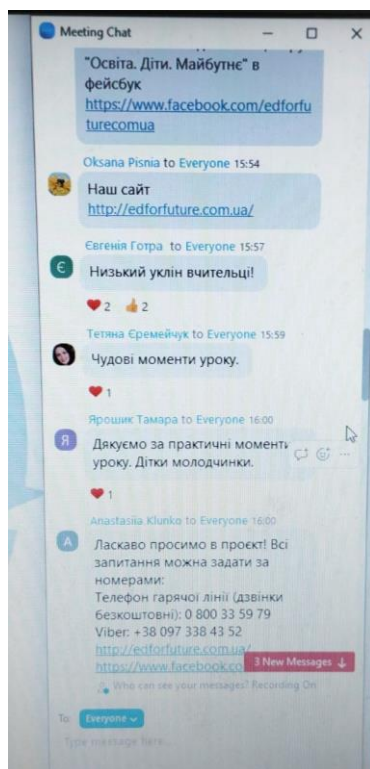 Meeting Chat
"Освіта. Діти. Майбутнє" в
фейсбук
https://www.facebook.com/edforfu
turecomua
Oksana Pisnia to Everyone 15:54
Наш сайт
http://edforfuture.com.ua/
Євгенія Готра to Everyone 15:57
Є
Низький уклін вчительці!
2 2
Тетяна Єремейчук to Everyone 15:59
Чудові моменти уроку.
1
Ярошик Тамара to Everyone 16:00
Я
Дякуємо за практичні моменти
уроку. Дітки молодчинки.
1
Anastasiia Klunko to Everyone 16:00
A
Ласкаво просимо в проєкт! Всі
запитання можна задати за
номерами:
Телефон гарячої лінії (дзвінки
безкоштовні): 0 800 33 59 79
Viber: +38 097 338 43 52
http://edforfuture.com.ua/
https://www.facebook.co
3 New Messages
Who can see your messages? Recording On
To: Everyone
Type message here...